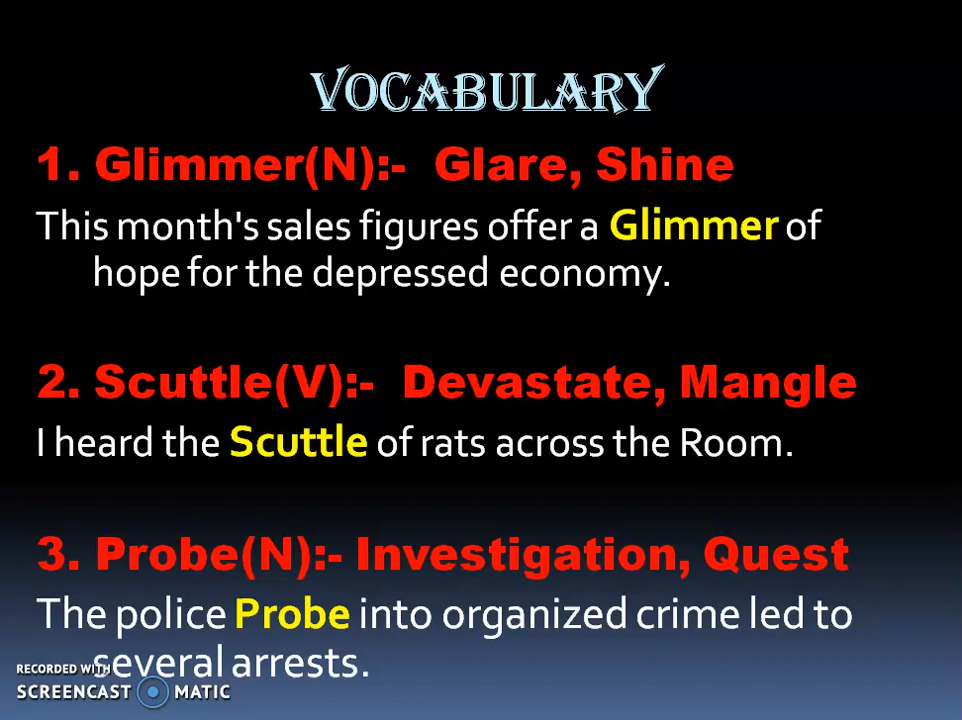 VOCABULARY
1. Glimmer(N):- Glare, Shine
This month's sales figures offer a Glimmer of
hope for the depressed economy.
2. Scuttle(V):- Devastate, Mangle
I heard the Scuttle of rats across the Room.
3. Probe(N):- Investigation, Quest
The police Probe into organized crime led to
several arrests.
RECORDED WITH
SCREENCAST MATIC